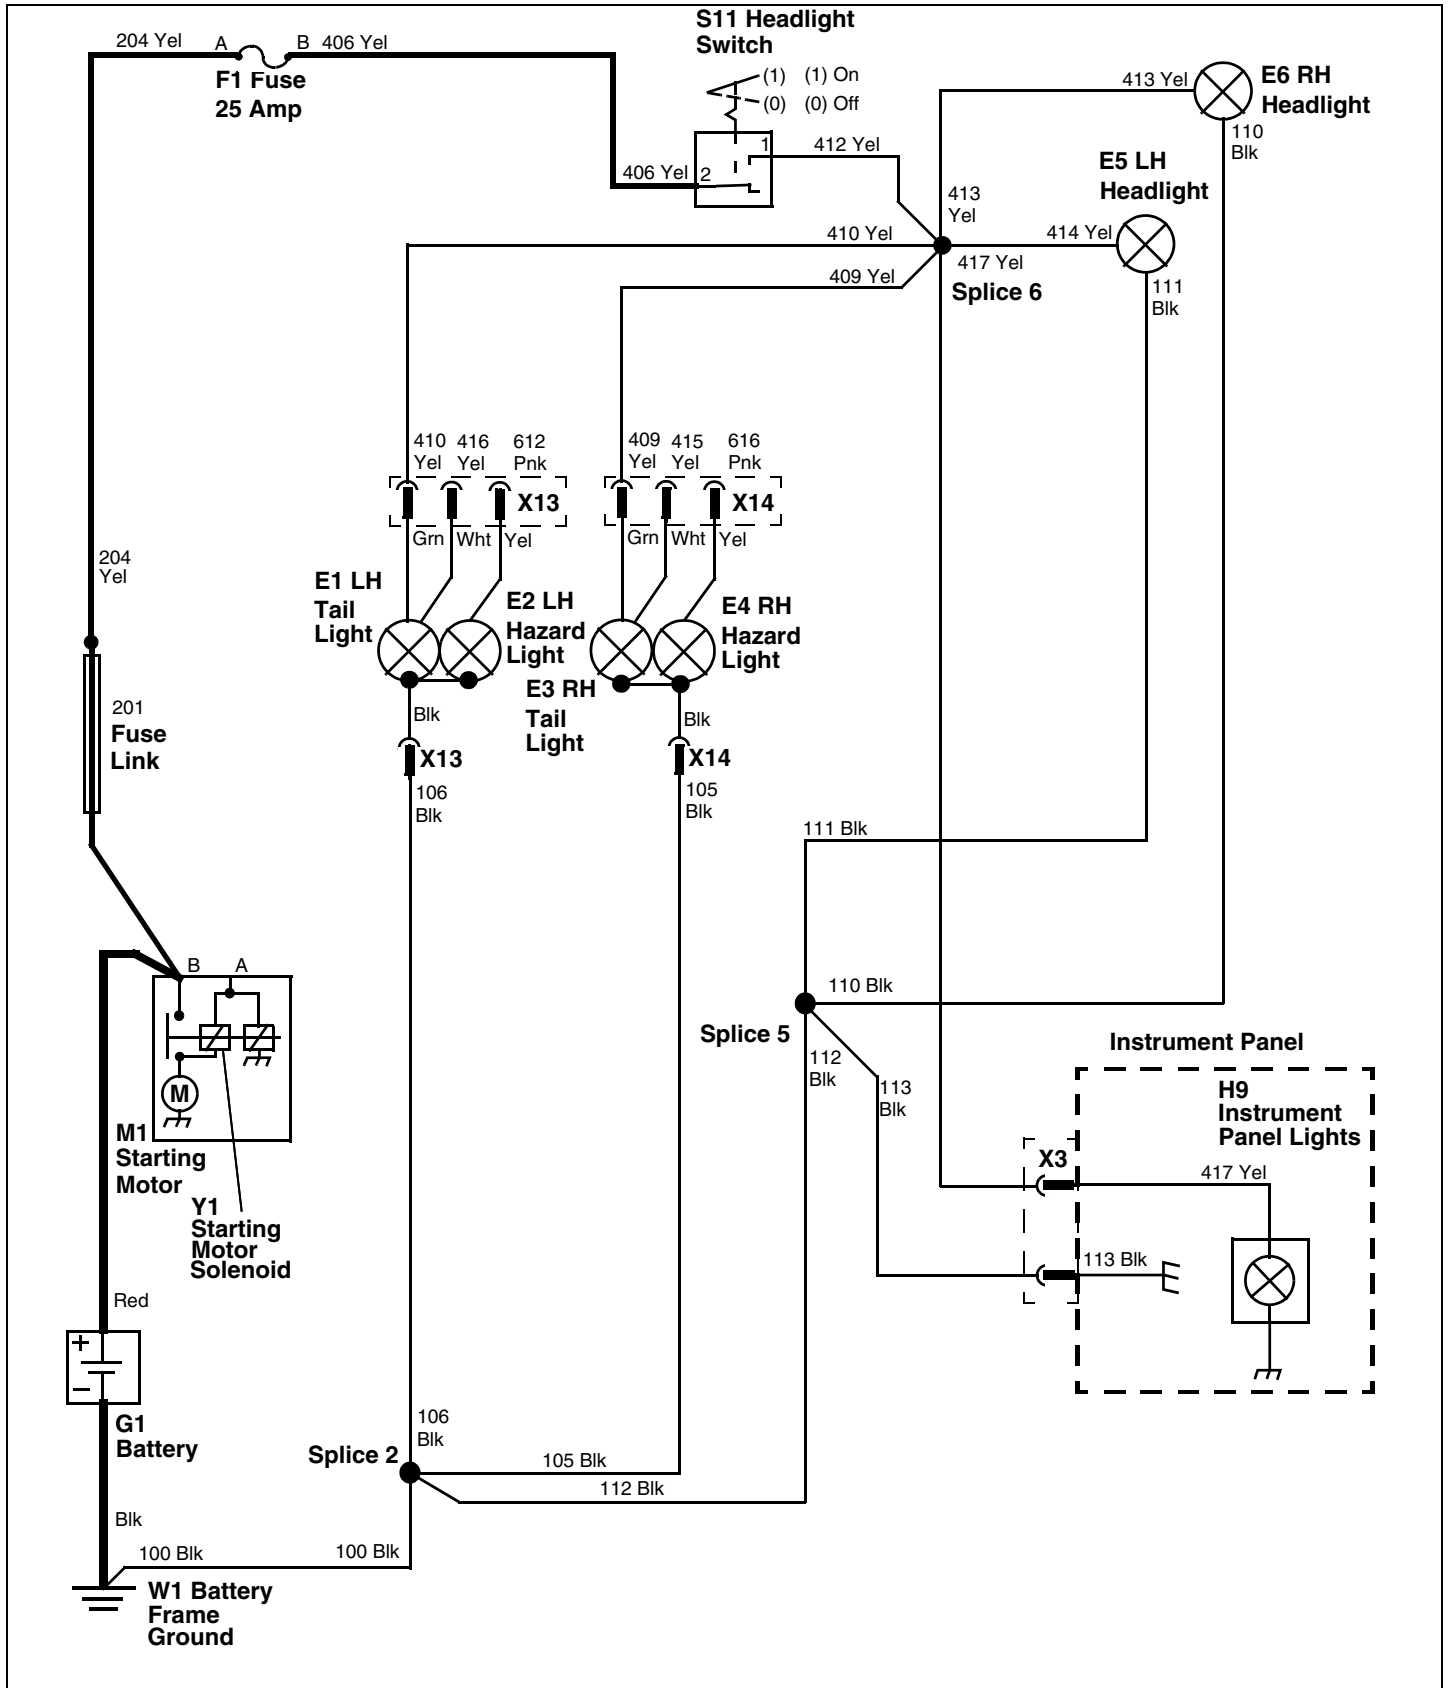 S11 Headlight
Switch
204 Yel
A
B
406 Yel
F1 Fuse
25 Amp
(1)
(1) On
(0)
(0) Off
413 Yel
E6 RH
Headlight
110
Blk
1
412 Yel
406 Yel
2
E5 LH
Headlight
413
Yel
410 Yel
414 Yel
417 Yel
409 Yel
Splice 6
111
Blk
410
Yel
416
Yel
612
Pnk
409
Yel
415
Yel
616
Pnk
X13
X14
Grn
Wht
Yel
Grn
Wht
Yel
204
Yel
E1 LH
Tail
Light
E2 LH
Hazard
Light
E4 RH
Hazard
Light
E3 RH
Tail
Light
201
Fuse
Link
Blk
Blk
X13
X14
106
Blk
105
Blk
111 Blk
B
A
110 Blk
Splice 5
112
Blk
113
Blk
Instrument Panel
H9
Instrument
Panel Lights
M
M1
Starting
Motor
X3
417 Yel
Y1
Starting
Motor
Solenoid
113 Blk
Red
+
−
G1
Battery
106
Blk
Splice 2
105 Blk
112 Blk
Blk
100 Blk
100 Blk
W1 Battery
Frame
Ground